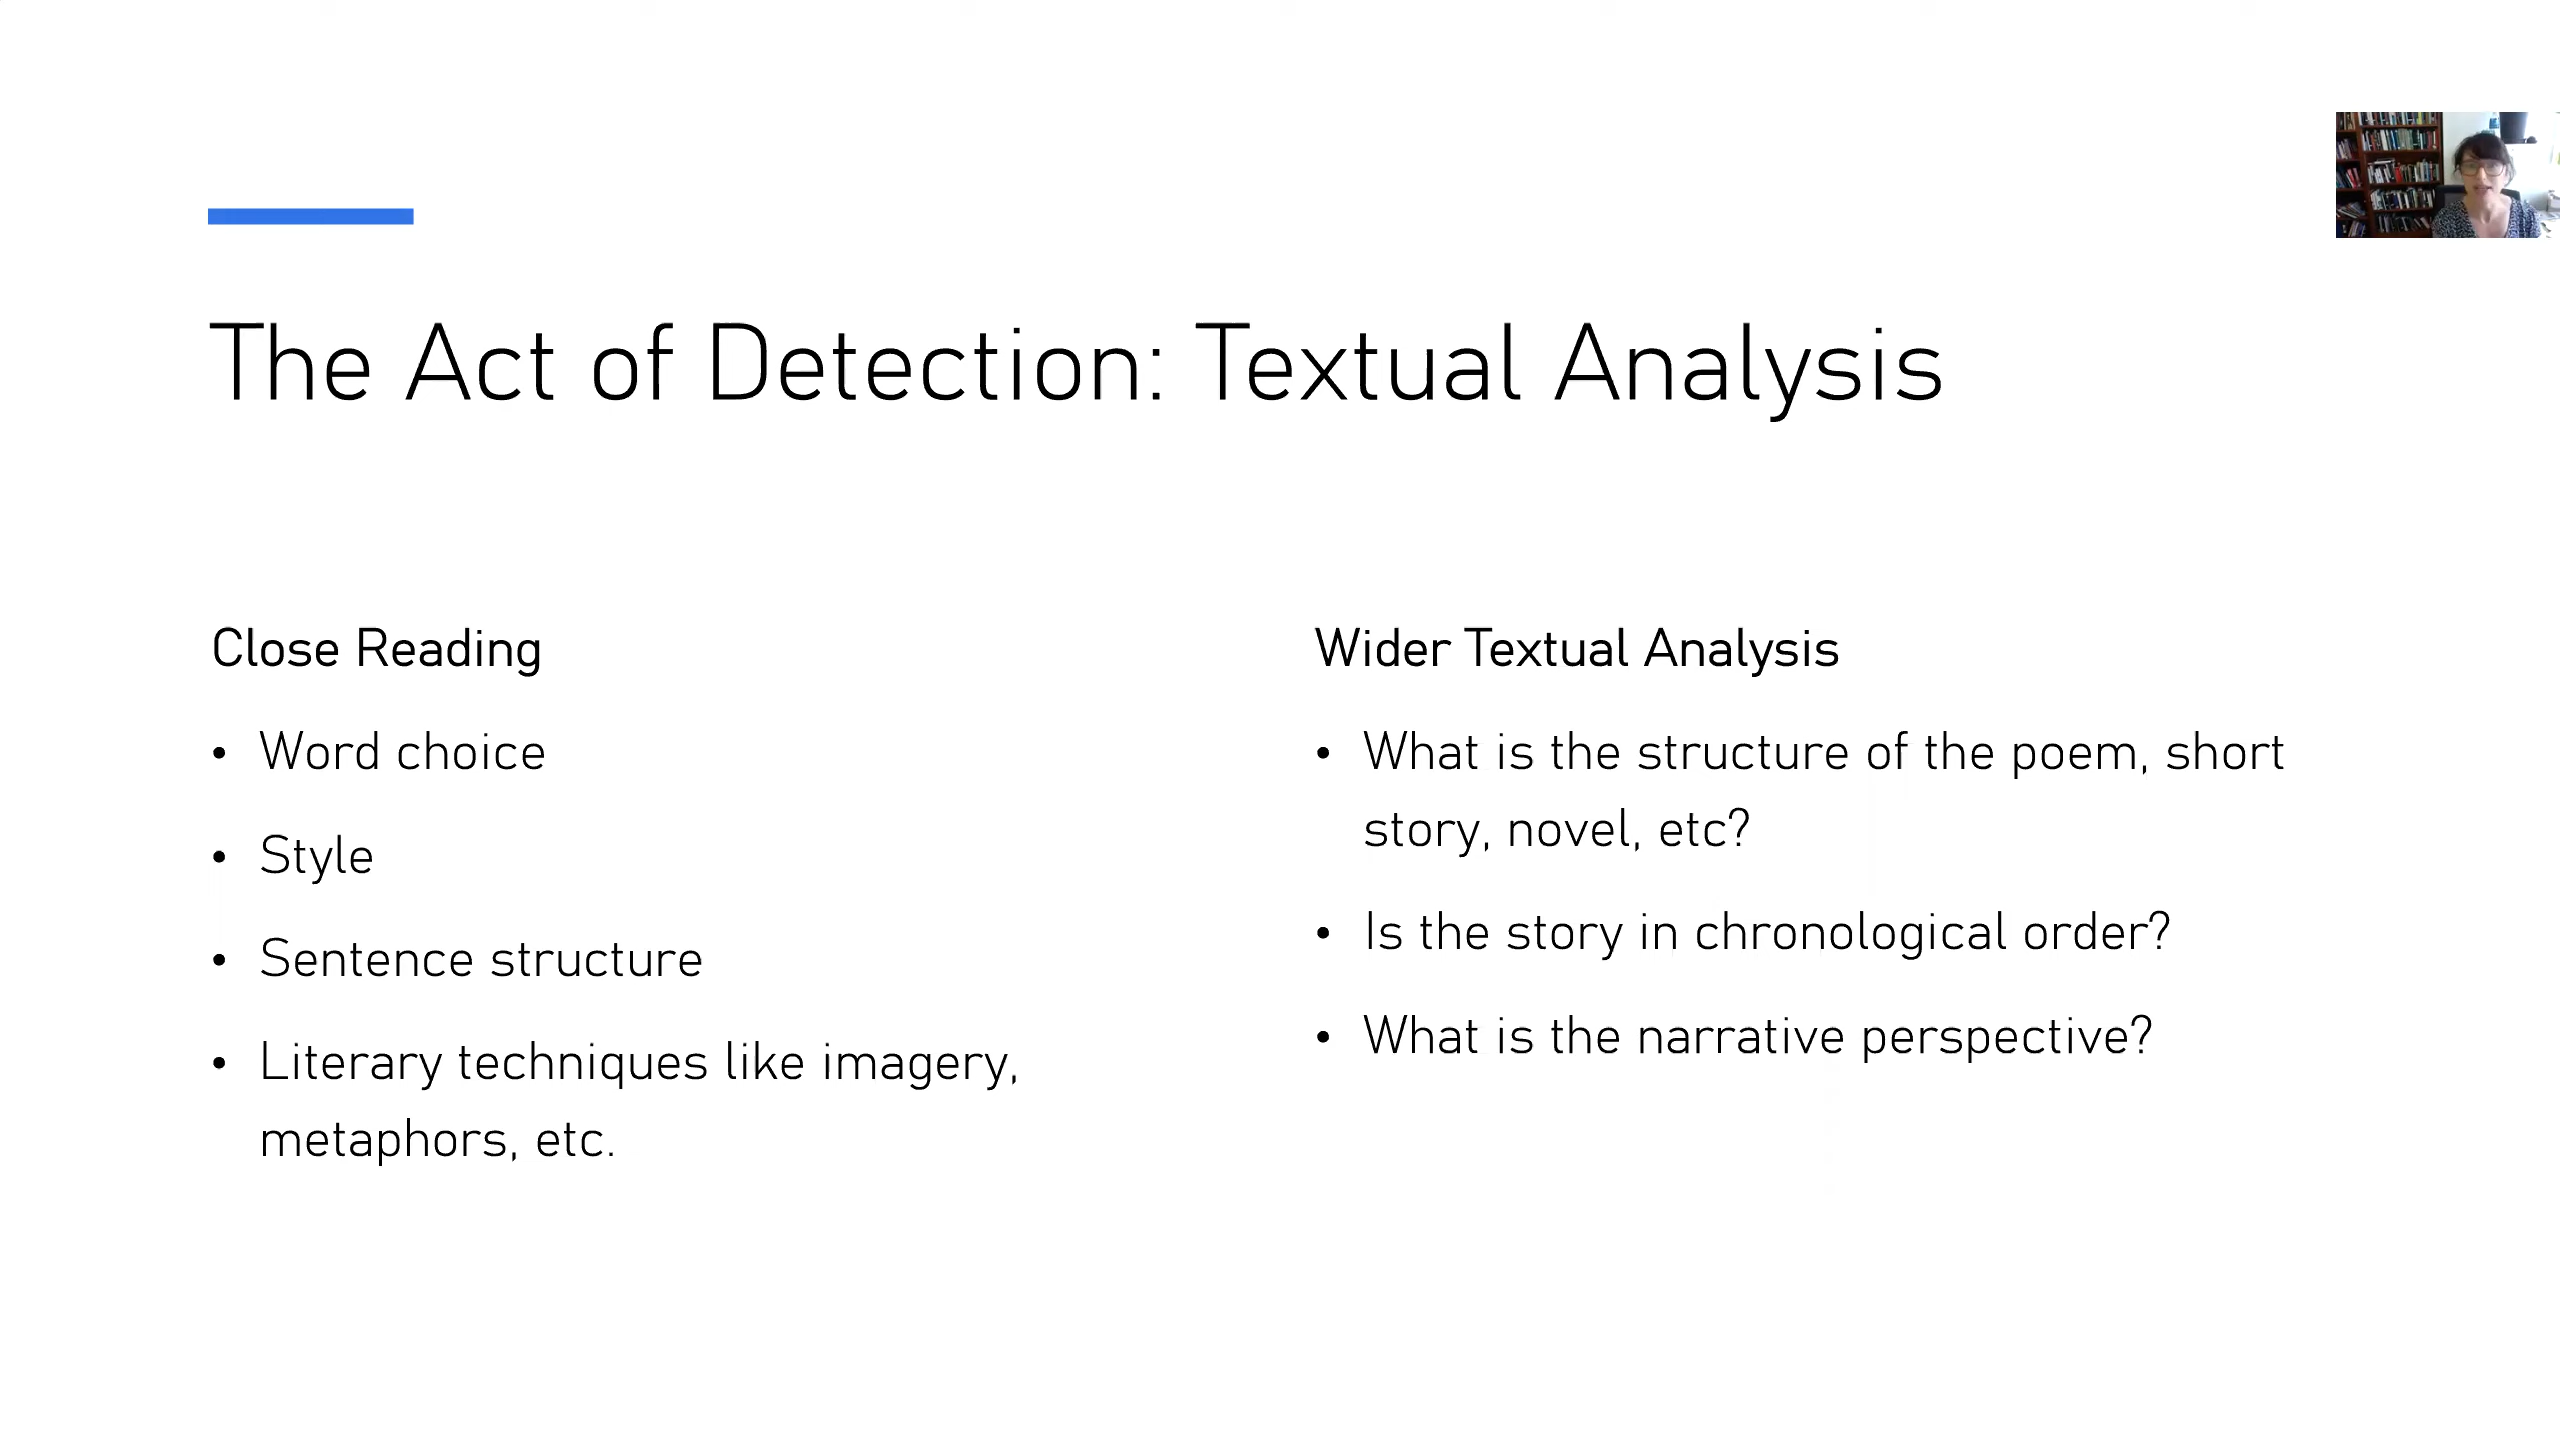 The Act of Detection: Textual Analysis
Close Reading
• Word choice
• Style
• Sentence structure
• Literary techniques like imagery,
metaphors, etc.
Wider Textual Analysis
• What is the structure of the poem, short
story, novel, etc?
• Is the story in chronological order?
• What is the narrative perspective?